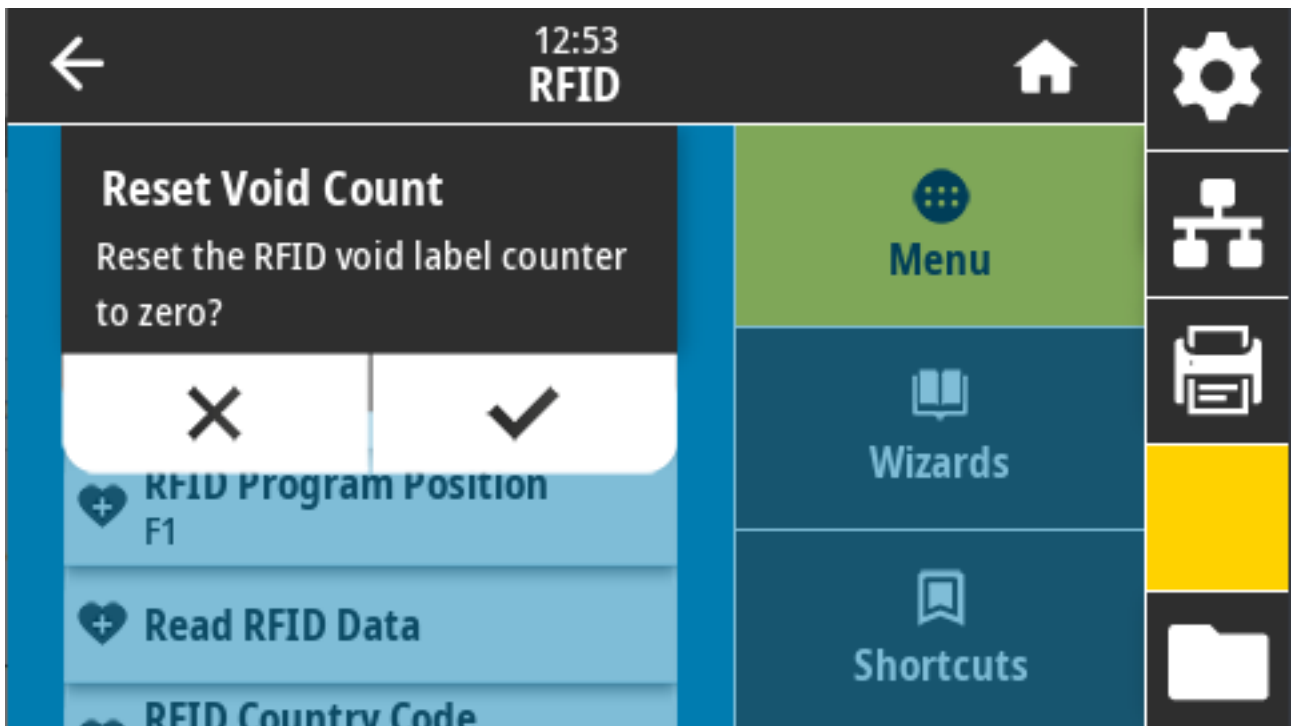 12:53
RFID
Reset Void Count
Reset the RFID void label counter
to zero?
RFID Program Position
F1
Read RFID Data
RFID Country Code
Menu
Wizards
Shortcuts